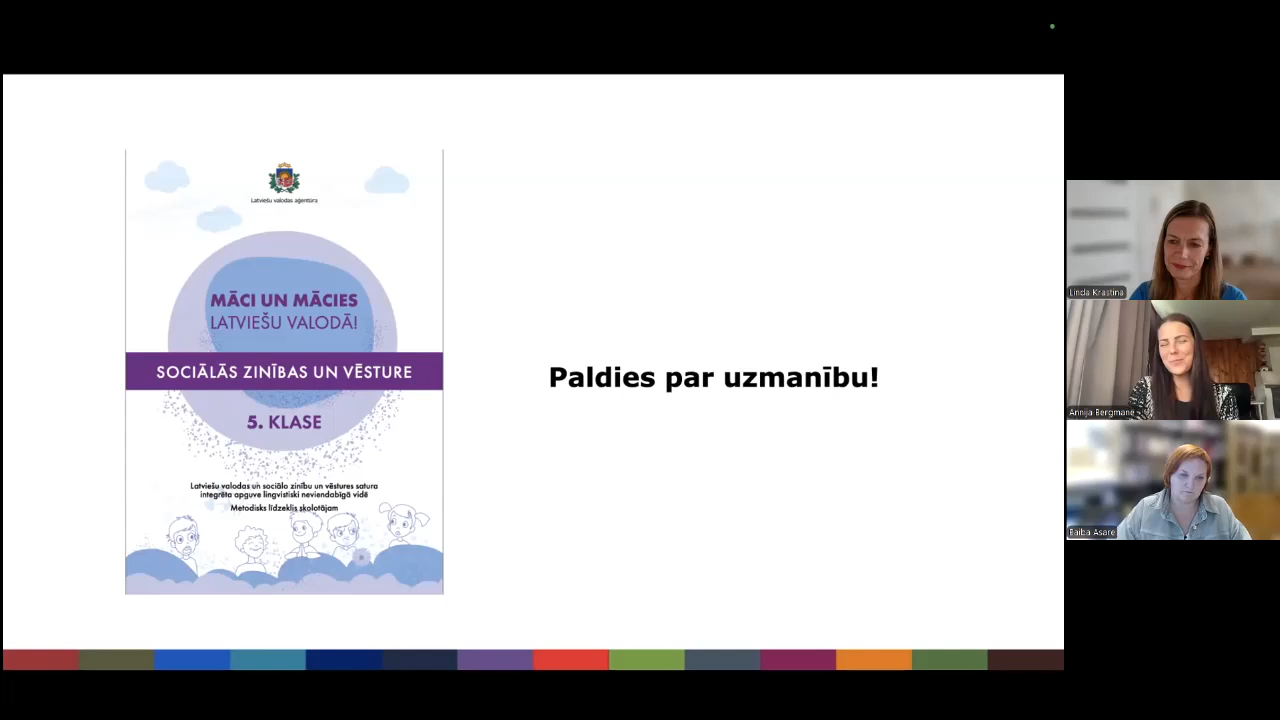 Latviešu valodas aģentūra
MĀCI UN MĀCIES
LATVIEŠU VALODĀ!
SOCIĀLĀS ZINĪBAS UN VĒSTURE
5. KLASE
Latviešu valodas un sociālo zinību un vēstures satura
integrēta apguve lingvistiski neviendabīgā vidē
Metodisks līdzeklis skolotājam
Paldies par uzmanību!
Linda Krastina
Annija Bergmane
Baiba Asare